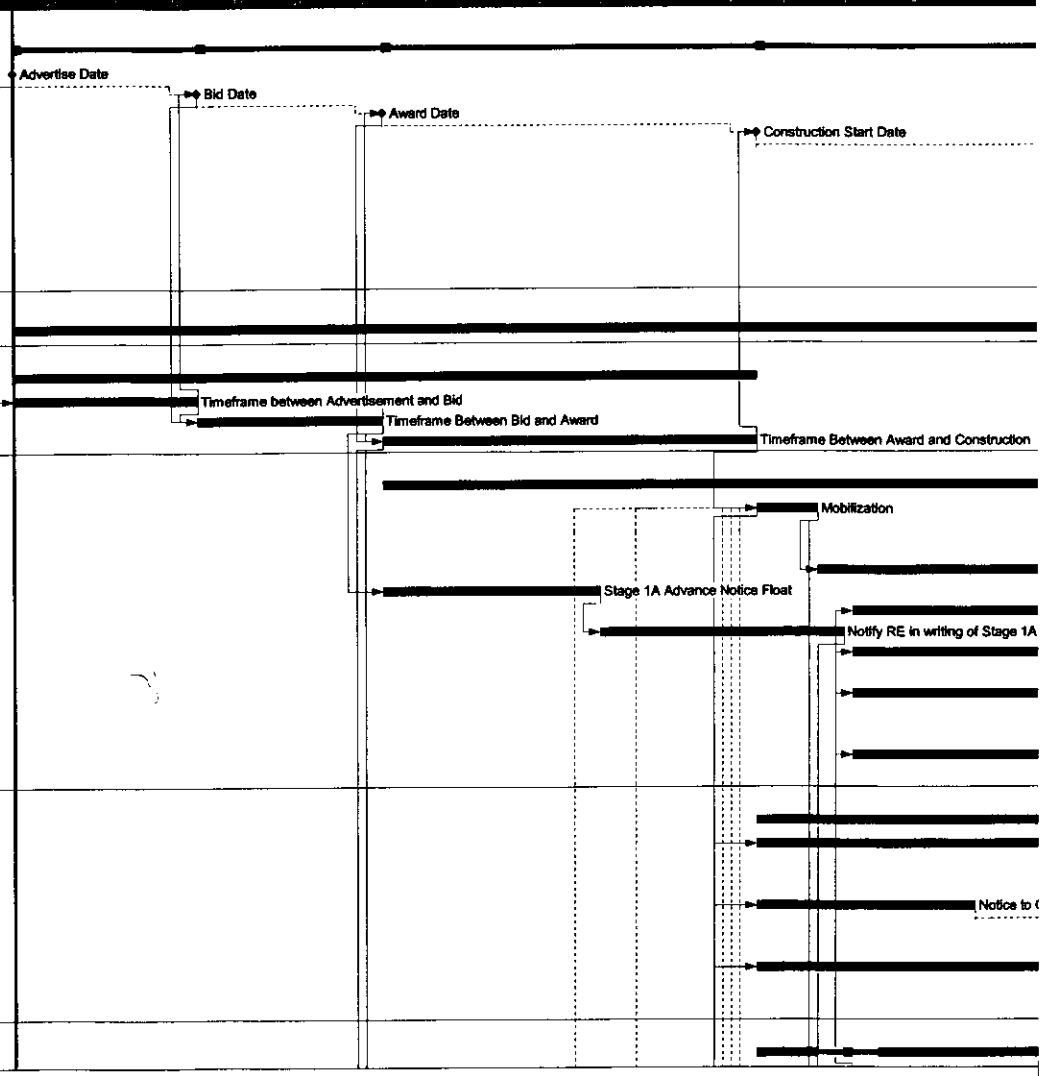 Advertise Date
Bid Date
Award Date
Construction Start Date
Timeframe between Advertisement and Bid
Timeframe Between Bid and Award
Timeframe Between Award and Construction
Mobilization
Stage 1A Advance Notice Float
Notify RE in writing of Stage 1A
Notice to